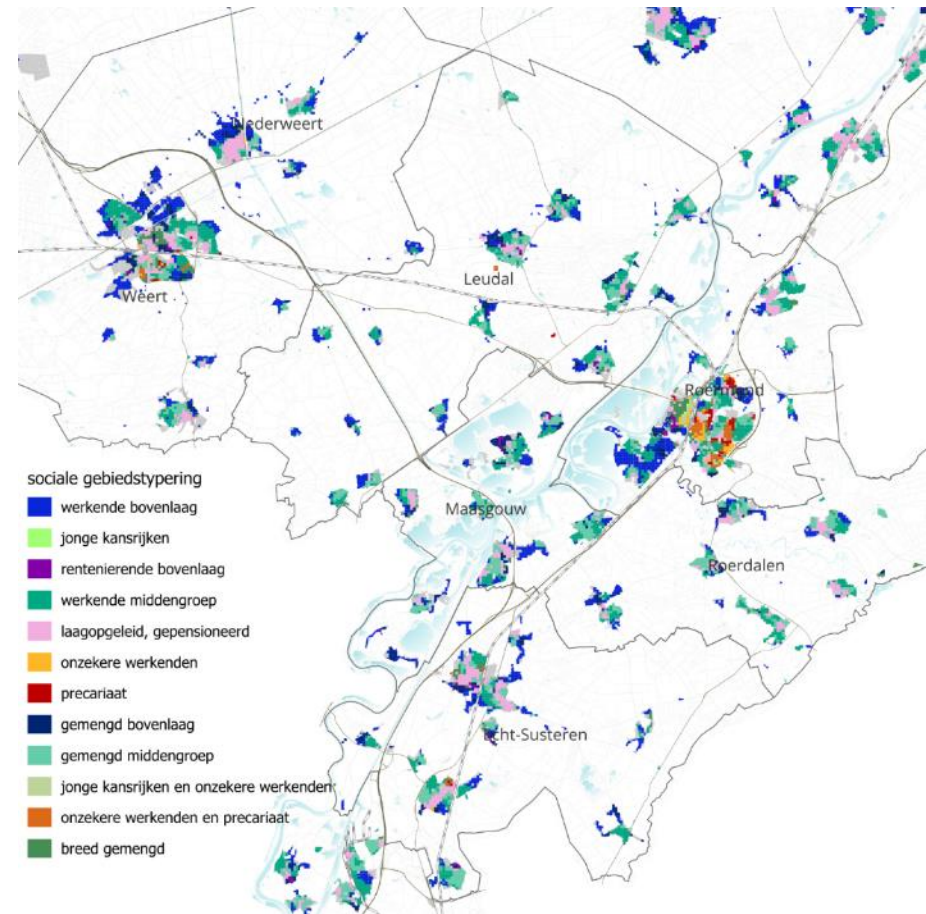 Nederweert
Weert
Leudal
Roermond
Maasgouw
Roerdalen
Echt-Susteren
sociale gebiedstypering
werkende bovenlaag
jonge kansrijken
rentenierende bovenlaag
werkende middengroep
laagopgeleid, gepensioneerd
onzekere werkenden
precariaat
gemengd bovenlaag
gemengd middengroep
jonge kansrijken en onzekere werkenden
onzekere werkenden en precariaat
breed gemengd